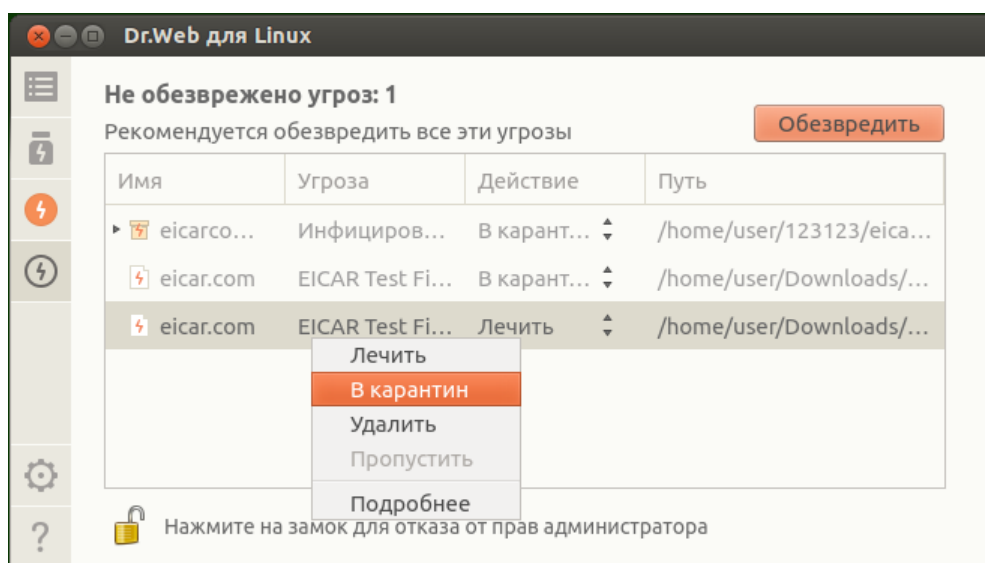 Dr.Web для Linux
Не обезврежено угроз: 1
Рекомендуется обезвредить все эти угрозы
Обезвредить
Имя Угроза Действие Путь
eicarco... Инфициров... В карант... /home/user/123123/eica...
eicar.com EICAR Test Fi... В карант... /home/user/Downloads/...
eicar.com EICAR Test Fi... Лечить /home/user/Downloads/...
Лечить
В карантин
Удалить
Пропустить
Подробнее
Нажмите на замок для отказа от прав администратора
?